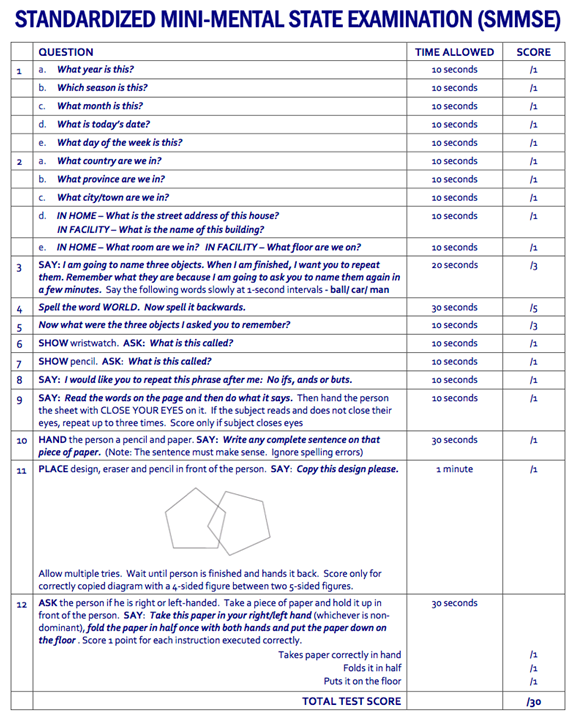 STANDARDIZED MINI-MENTAL STATE EXAMINATION (SMMSE)
QUESTION TIME ALLOWED SCORE
1 a. What year is this? 10 seconds /1
b. Which season is this? 10 seconds /1
c. What month is this? 10 seconds /1
d. What is today's date? 10 seconds /1
e. What day of the week is this? 10 seconds /1
2 a. What country are we in? 10 seconds /1
b. What province are we in? 10 seconds /1
c. What city/town are we in? 10 seconds /1
d. IN HOME – What is the street address of this house? 10 seconds /1
IN FACILITY – What is the name of this building?
e. IN HOME – What room are we in? IN FACILITY – What floor are we on? 10 seconds /1
3 SAY: I am going to name three objects. When I am finished, I want you to repeat 20 seconds /3
them. Remember what they are because I am going to ask you to name them again in
a few minutes. Say the following words slowly at 1-second intervals - ball/ car/ man
4 Spell the word WORLD. Now spell it backwards. 30 seconds /5
5 Now what were the three objects I asked you to remember? 10 seconds /3
6 SHOW wristwatch. ASK: What is this called? 10 seconds /1
7 SHOW pencil. ASK: What is this called? 10 seconds /1
8 SAY: I would like you to repeat this phrase after me: No ifs, ands or buts. 10 seconds /1
9 SAY: Read the words on the page and then do what it says. Then hand the person 10 seconds /1
the sheet with CLOSE YOUR EYES on it. If the subject reads and does not close their
eyes, repeat up to three times. Score only if subject closes eyes
10 HAND the person a pencil and paper. SAY: Write any complete sentence on that 30 seconds /1
piece of paper. (Note: The sentence must make sense. Ignore spelling errors)
11 PLACE design, eraser and pencil in front of the person. SAY: Copy this design please. 1 minute /1
Allow multiple tries. Wait until person is finished and hands it back. Score only for
correctly copied diagram with a 4-sided figure between two 5-sided figures.
12 ASK the person if he is right or left-handed. Take a piece of paper and hold it up in 30 seconds
front of the person. SAY: Take this paper in your right/left hand (whichever is non-
dominant), fold the paper in half once with both hands and put the paper down on
the floor . Score 1 point for each instruction executed correctly.
Takes paper correctly in hand /1
Folds it in half /1
Puts it on the floor /1
TOTAL TEST SCORE /30